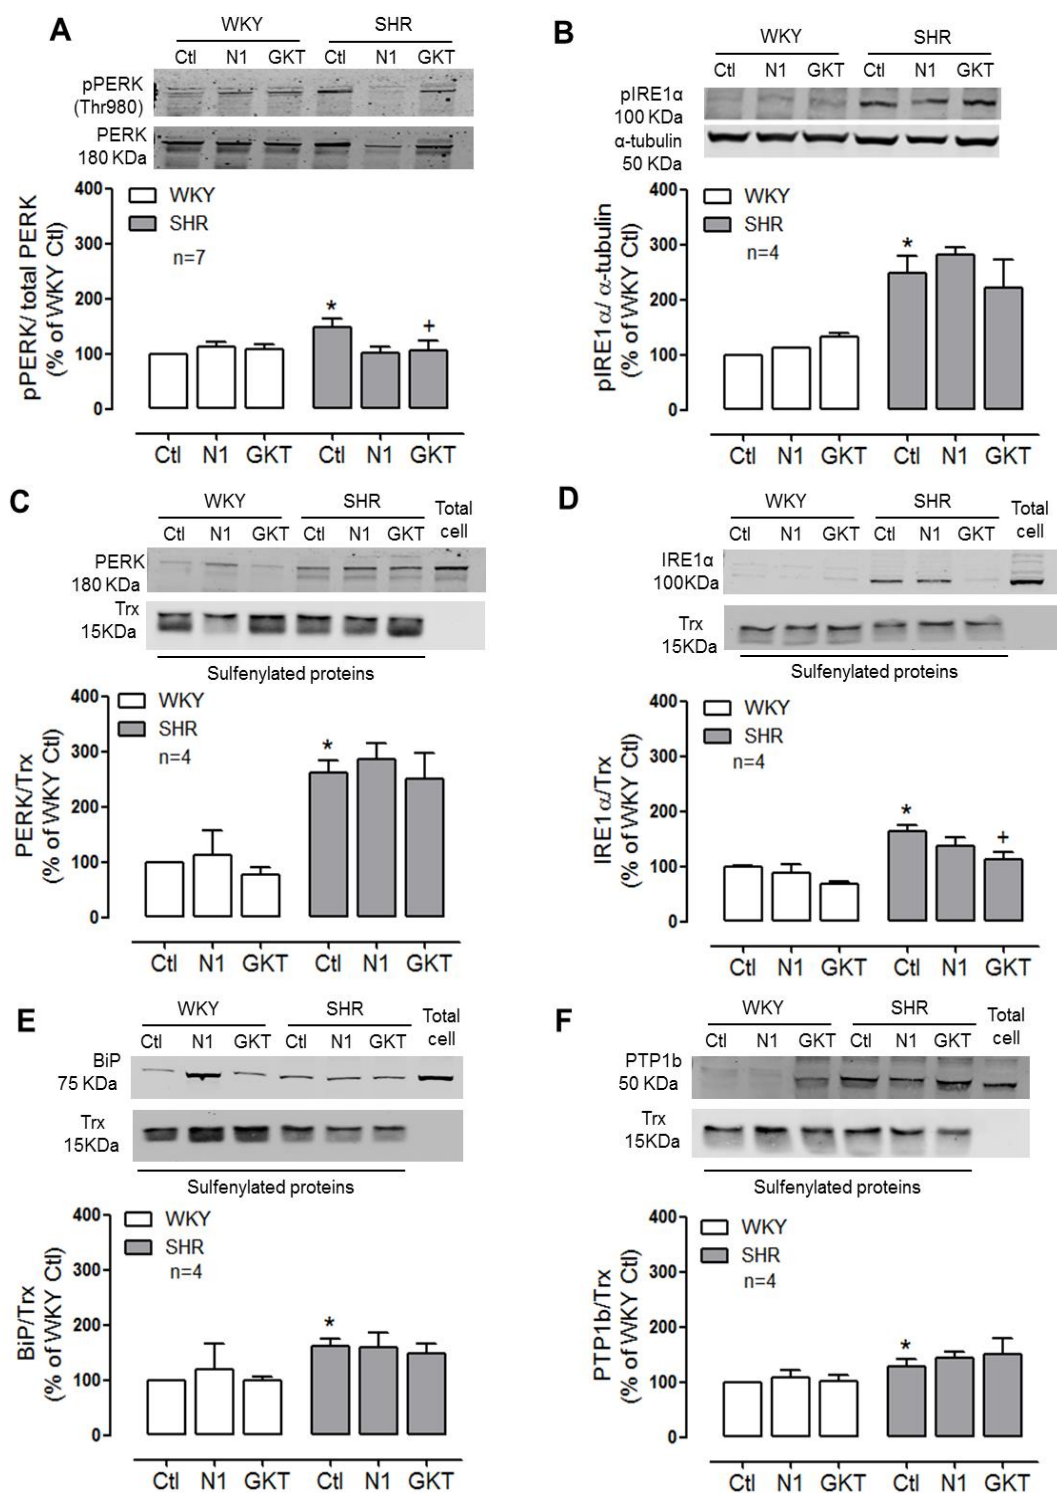 A
WKY SHR
Ctl N1 GKT Ctl N1 GKT
pPERK
(Thr980)
PERK
180 KDa
400
300
200
100
0
pPERK/ total PERK
(% of WKY Ctl)
WKY
SHR
n=7
*
+
Ctl N1 GKT Ctl N1 GKT
B
WKY SHR
Ctl N1 GKT Ctl N1 GKT
pIRE1α
100 KDa
α-tubulin
50 KDa
400
300
200
100
0
pIRE1α/ α-tubulin
(% of WKY Ctl)
WKY
SHR
n=4
*
Ctl N1 GKT Ctl N1 GKT
C
WKY SHR Total
Ctl N1 GKT Ctl N1 GKT cell
PERK
180 KDa
Trx
15KDa
Sulfenylated proteins
400
300
200
100
0
PERK/Trx
(% of WKY Ctl)
WKY
SHR
n=4
*
Ctl N1 GKT Ctl N1 GKT
D
WKY SHR Total
Ctl N1 GKT Ctl N1 GKT cell
IRE1α
100KDa
Trx
15KDa
Sulfenylated proteins
400
300
200
100
0
IRE1α/Trx
(% of WKY Ctl)
WKY
SHR
n=4
*
+
Ctl N1 GKT Ctl N1 GKT
E
WKY SHR Total
Ctl N1 GKT Ctl N1 GKT cell
BiP
75 KDa
Trx
15KDa
Sulfenylated proteins
400
300
200
100
0
BiP/Trx
(% of WKY Ctl)
WKY
SHR
n=4
*
Ctl N1 GKT Ctl N1 GKT
F
WKY SHR Total
Ctl N1 GKT Ctl N1 GKT cell
PTP1b
50 KDa
Trx
15KDa
Sulfenylated proteins
400
300
200
100
0
PTP1b/Trx
(% of WKY Ctl)
WKY
SHR
n=4
*
Ctl N1 GKT Ctl N1 GKT